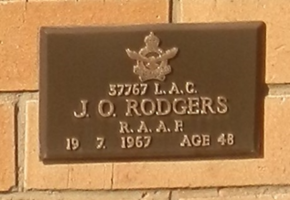 57767 L.A.C.
J. O. RODGERS
R.A.A.F.
19 7. 1967 AGE 48